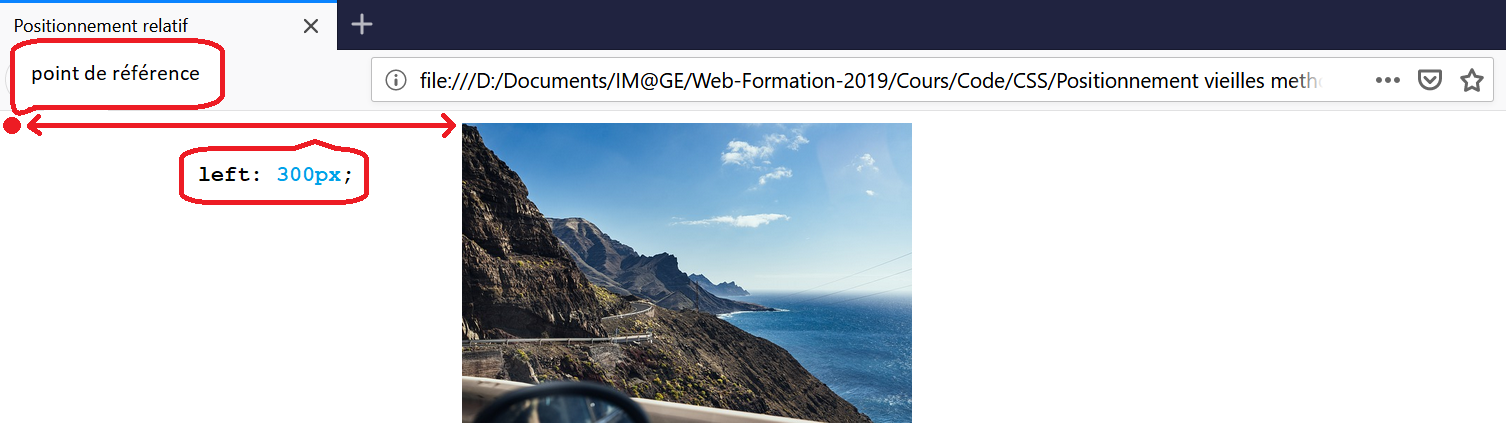 Positionnement relatif
point de référence
file:///D:/Documents/IM@GE/Web-Formation-2019/Cours/Code/CSS/Positionnement vieilles meth
left: 300px;